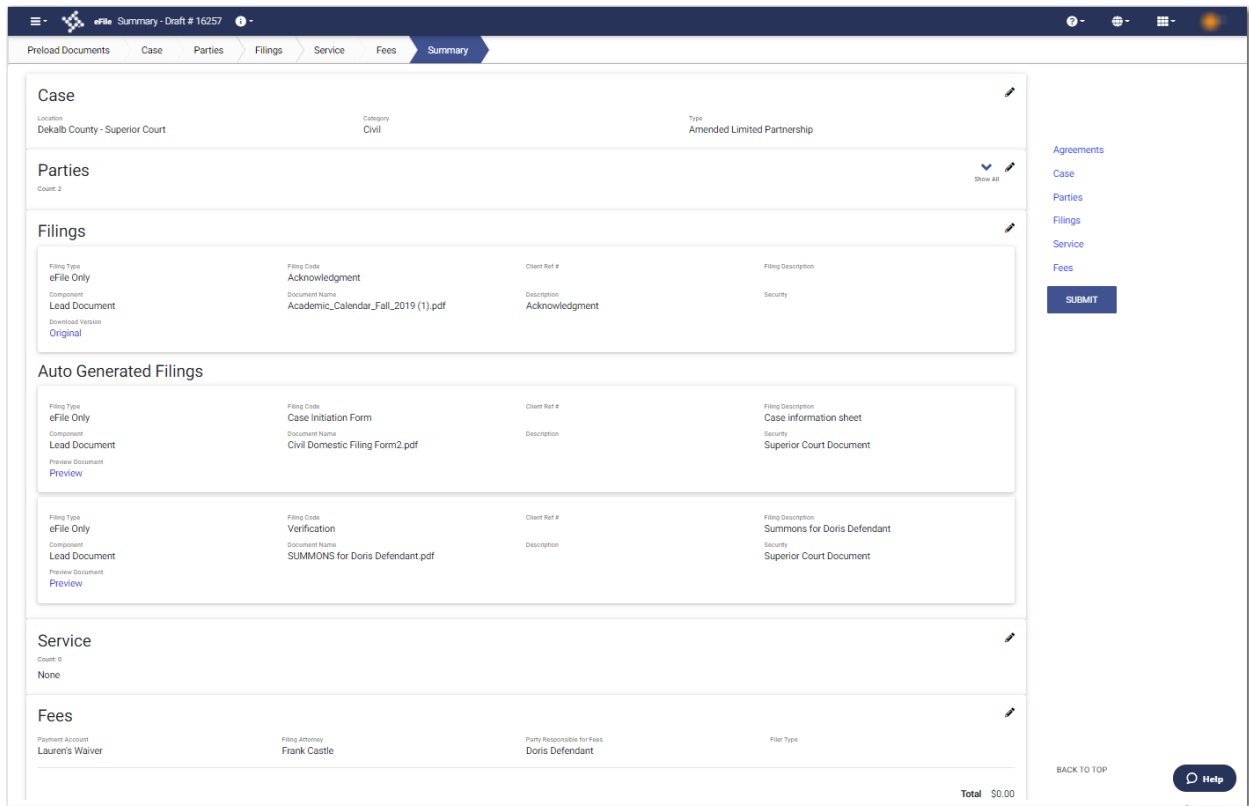 eFile Summary - Draft # 16257
Preload Documents Case Parties Filings Service Fees Summary
Case
Location Category Type
Dekalb County - Superior Court Civil Amended Limited Partnership
Parties
Count: 2
Show All
Filings
Filing Type Filing Code Client Ref # Filing Description
eFile Only Acknowledgment
Component Document Name Description Security
Lead Document Academic_Calendar_Fall_2019 (1).pdf Acknowledgment
Download Version
Original
Auto Generated Filings
Filing Type Filing Code Client Ref # Filing Description
eFile Only Case Initiation Form Case information sheet
Component Document Name Description Security
Lead Document Civil Domestic Filing Form2.pdf Superior Court Document
Preview Document
Preview
Filing Type Filing Code Client Ref # Filing Description
eFile Only Verification Summons for Doris Defendant
Component Document Name Description Security
Lead Document SUMMONS for Doris Defendant.pdf Superior Court Document
Preview Document
Preview
Service
Count: 0
None
Fees
Payment Account Filing Attorney Party Responsible for Fees Filer Type
Lauren's Waiver Frank Castle Doris Defendant
Total $0.00
Agreements
Case
Parties
Filings
Service
Fees
SUBMIT
BACK TO TOP
Help